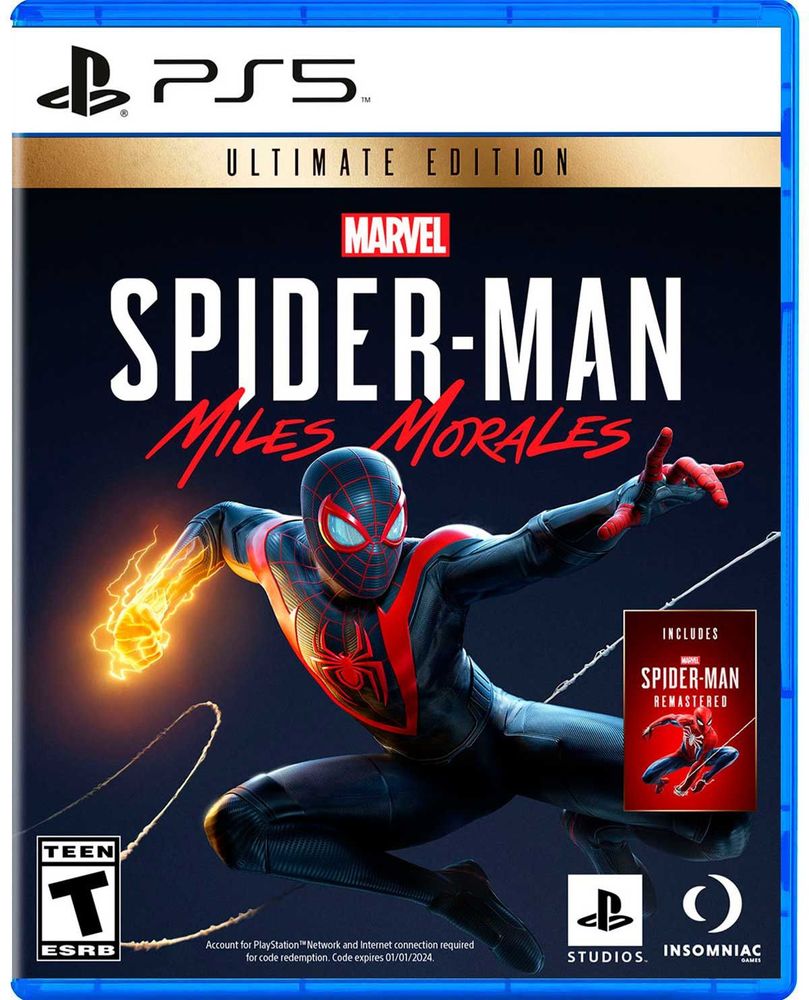 PS5
ULTIMATE EDITION
MARVEL
SPIDER-MAN
MILES MORALES
INCLUDES
MARVEL
SPIDER-MAN
REMASTERED
TEEN
T
ESRB
Account for PlayStation™Network and Internet connection required
for code redemption. Code expires 01/01/2024.
STUDIOS™
INSOMNIAC
GAMES